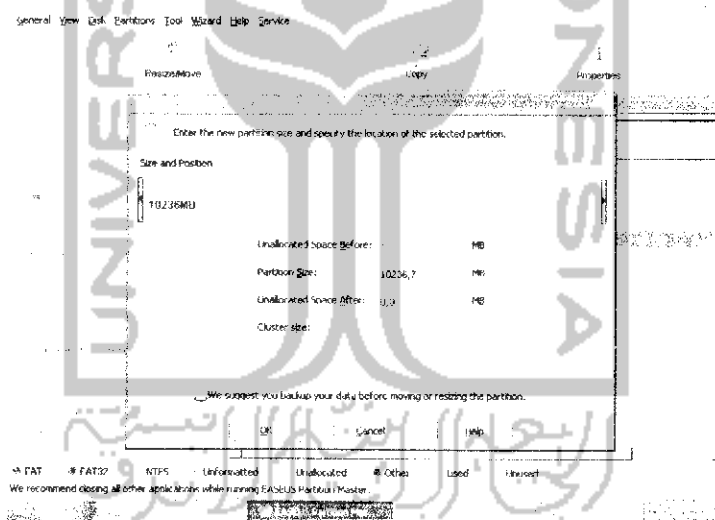 General View Disk Partitions Tool Wizard Help Service
Resize/Move Copy Properties
Enter the new partition size and specify the location of the selected partition.
Size and Position
10236MB
Unallocated Space Before: MB
Partition Size: 10236,7 MB
Unallocated Space After: 0,0 MB
Cluster size:
We suggest you backup your data before moving or resizing the partition.
OK Cancel Help
FAT FAT32 NTFS Unformatted Unallocated Other Used Unused
We recommend closing all other applications while running EASEUS Partition Master.